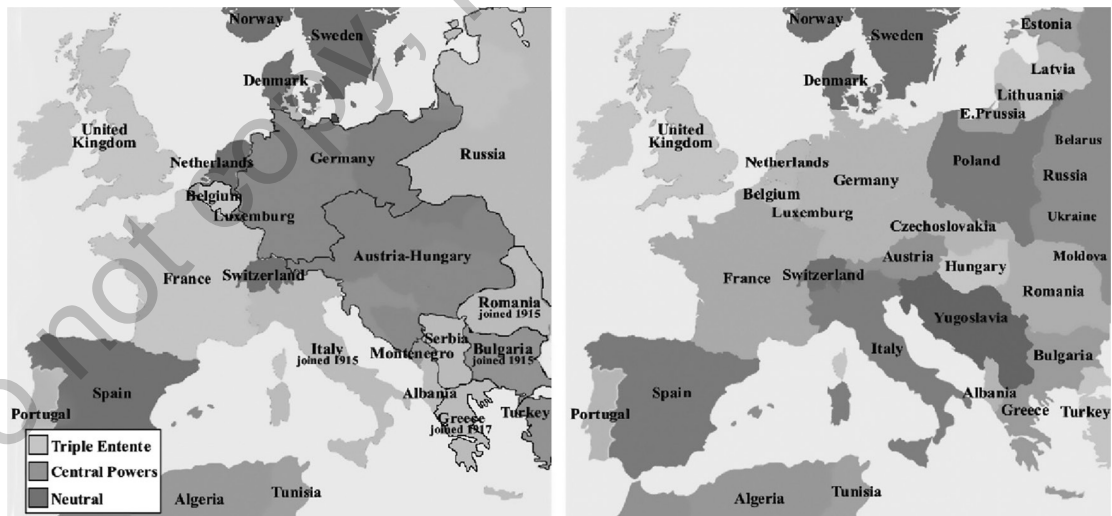 Norway
Sweden
Denmark
United
Kingdom
Netherlands
Germany
Russia
Belgium
Luxemburg
Austria-Hungary
France
Switzerland
Romania
joined 1915
Serbia
Italy
joined 1915
Montenegro
Bulgaria
joined 1915
Spain
Albania
Portugal
Greece
joined 1917
Turkey
Triple Entente
Central Powers
Neutral
Algeria
Tunisia
Norway
Sweden
Estonia
Denmark
Latvia
Lithuania
E.Prussia
United
Kingdom
Belarus
Netherlands
Poland
Germany
Russia
Belgium
Luxemburg
Ukraine
Czechoslovakia
Austria
Moldova
Hungary
France
Switzerland
Romania
Yugoslavia
Italy
Bulgaria
Spain
Albania
Portugal
Greece
Turkey
Algeria
Tunisia
not copy,